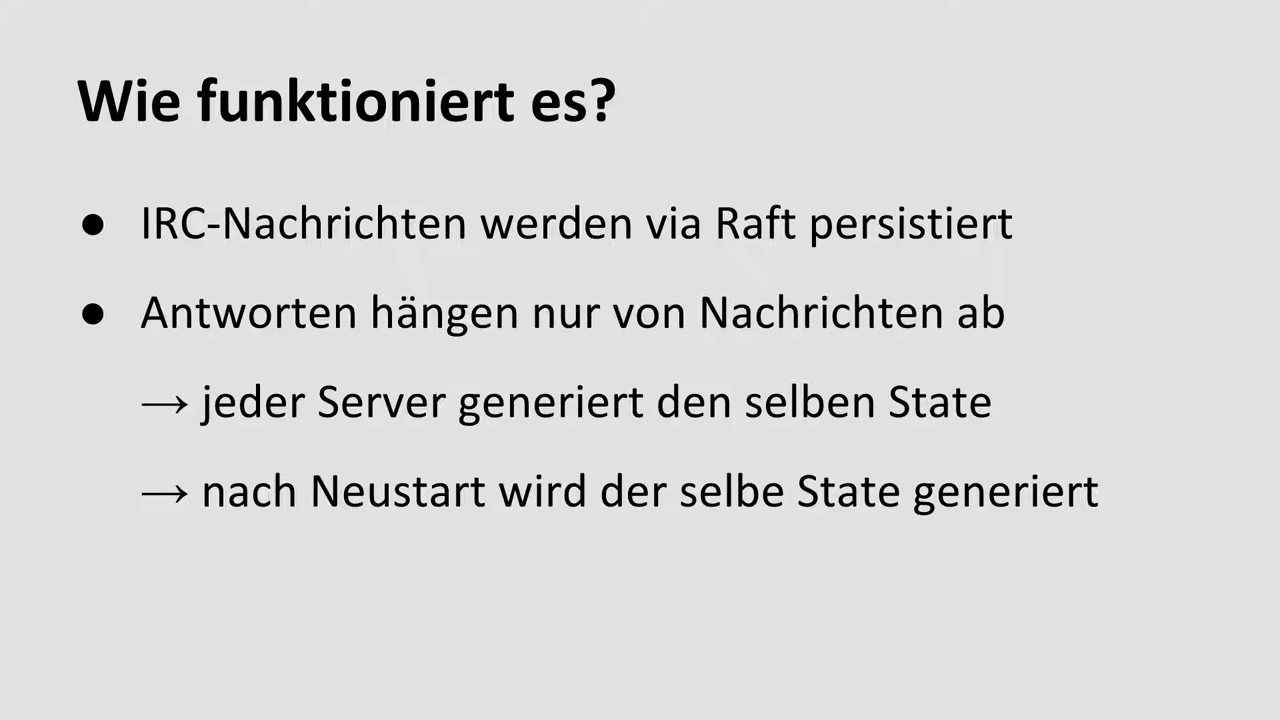 Wie funktioniert es?
● IRC-Nachrichten werden via Raft persistiert
● Antworten hängen nur von Nachrichten ab
→ jeder Server generiert den selben State
→ nach Neustart wird der selbe State generiert